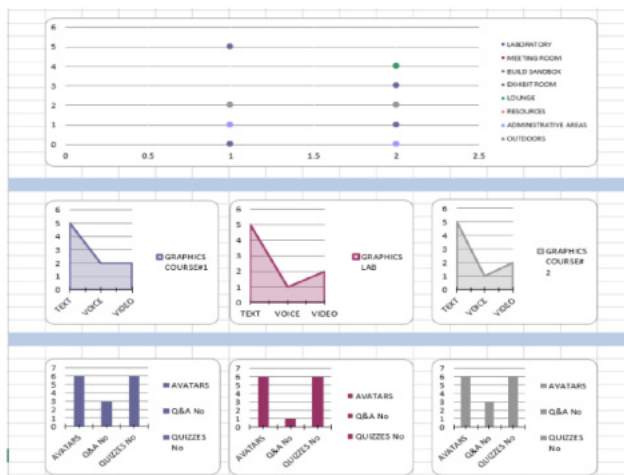 6
5
4
3
2
1
0
0 0.5 1 1.5 2 2.5
LABORATORY
MEETING ROOM
BUILD SANDBOX
EXHIBIT ROOM
LOUNGE
RESOURCES
ADMINISTRATIVE AREAS
OUTDOORS
6
5
4
3
2
1
0
TEXT VOICE VIDEO
GRAPHICS
COURSE#1
6
5
4
3
2
1
0
TEXT VOICE VIDEO
GRAPHICS
LAB
6
5
4
3
2
1
0
TEXT VOICE VIDEO
GRAPHICS
COURSE#
2
7
6
5
4
3
2
1
0
AVATARS Q&A No QUIZZES No
AVATARS
Q&A No
QUIZZES
No
7
6
5
4
3
2
1
0
AVATARS Q&A No QUIZZES No
AVATARS
Q&A No
QUIZZES No
7
6
5
4
3
2
1
0
AVATARS Q&A No QUIZZES No
AVATARS
Q&A No
QUIZZES
No